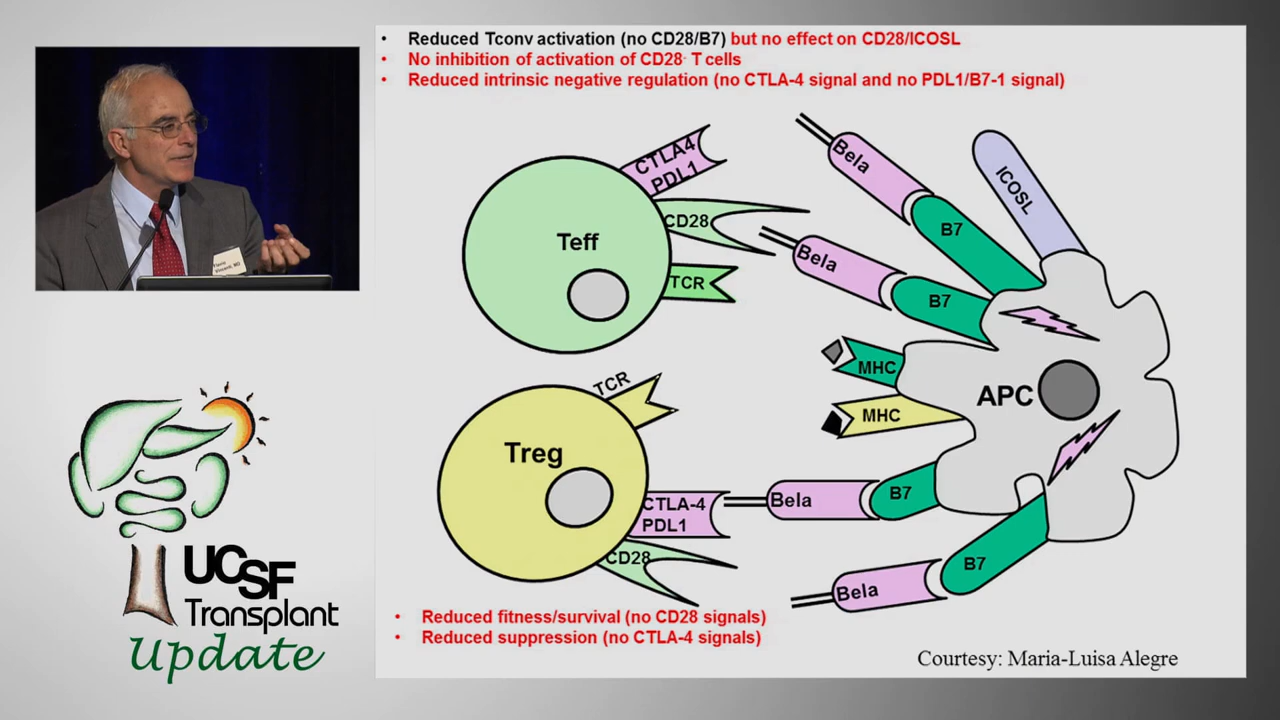 • Reduced Tconv activation (no CD28/B7) but no effect on CD28/ICOSL
• No inhibition of activation of CD28- T cells
• Reduced intrinsic negative regulation (no CTLA-4 signal and no PDL1/B7-1 signal)
CTLA4
PDL1
CD28
TCR
Teff
Bela
B7
ICOSL
Bela
B7
MHC
MHC
APC
TCR
Treg
CTLA-4
PDL1
CD28
Bela
B7
Bela
B7
• Reduced fitness/survival (no CD28 signals)
• Reduced suppression (no CTLA-4 signals)
Courtesy: Maria-Luisa Alegre
UCSF
Transplant
Update